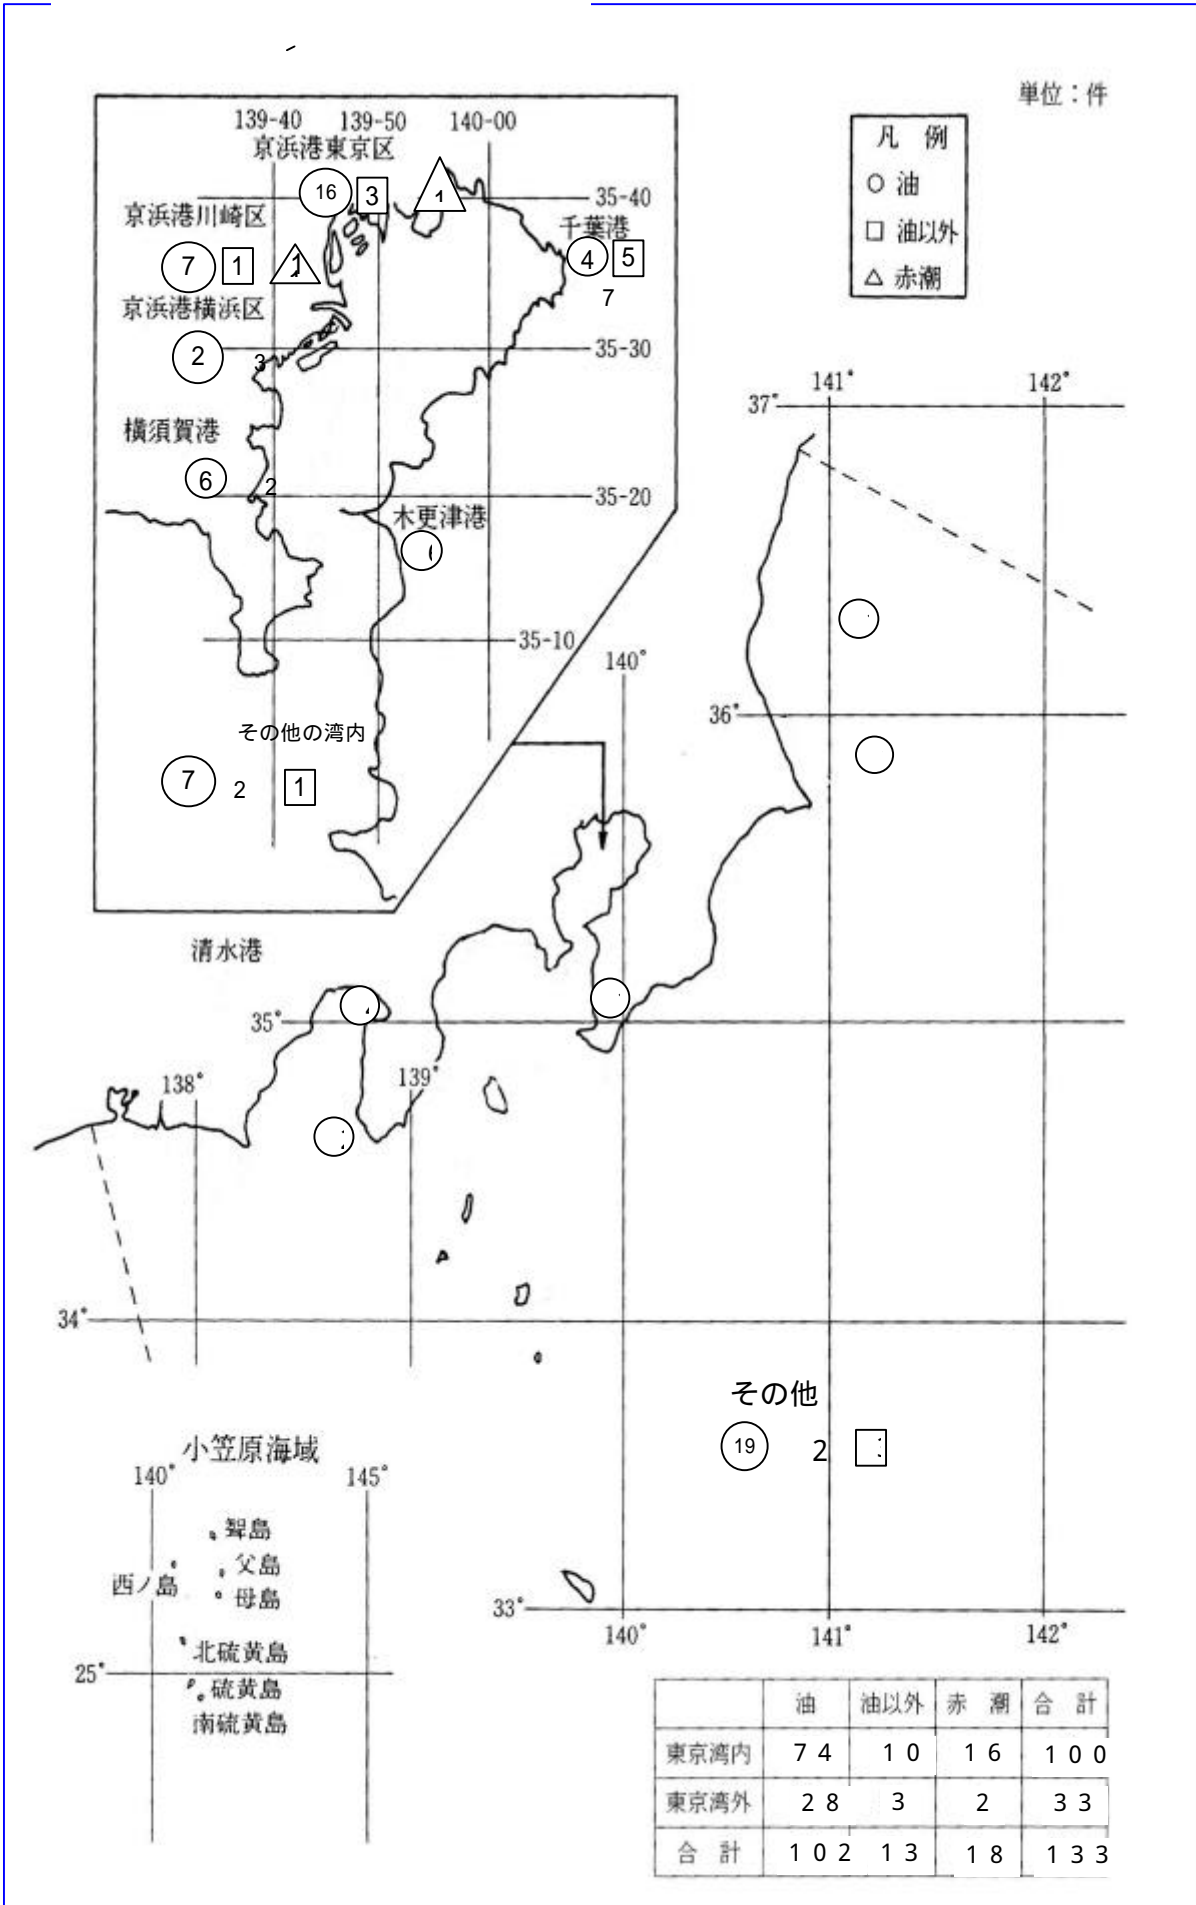 単位：件
凡 例
○ 油
□ 油以外
△ 赤潮
139-40 139-50 140-00
京浜港東京区
16 3 1
35-40
京浜港川崎区
千葉港
7 1 1
4 5
7
京浜港横浜区
2 3
35-30
横須賀港
6 2
35-20
木更津港
35-10
その他の湾内
7 2 1
141° 142°
37°
140°
36°
清水港
35°
138° 139°
34°
その他
19 2
33°
140° 141° 142°
小笠原海域
140° 145°
聟島
父島
西ノ島
母島
北硫黄島
25°
硫黄島
南硫黄島
油 油以外 赤 潮 合 計
東京湾内 74 10 16 100
東京湾外 28 3 2 33
合 計 102 13 18 133